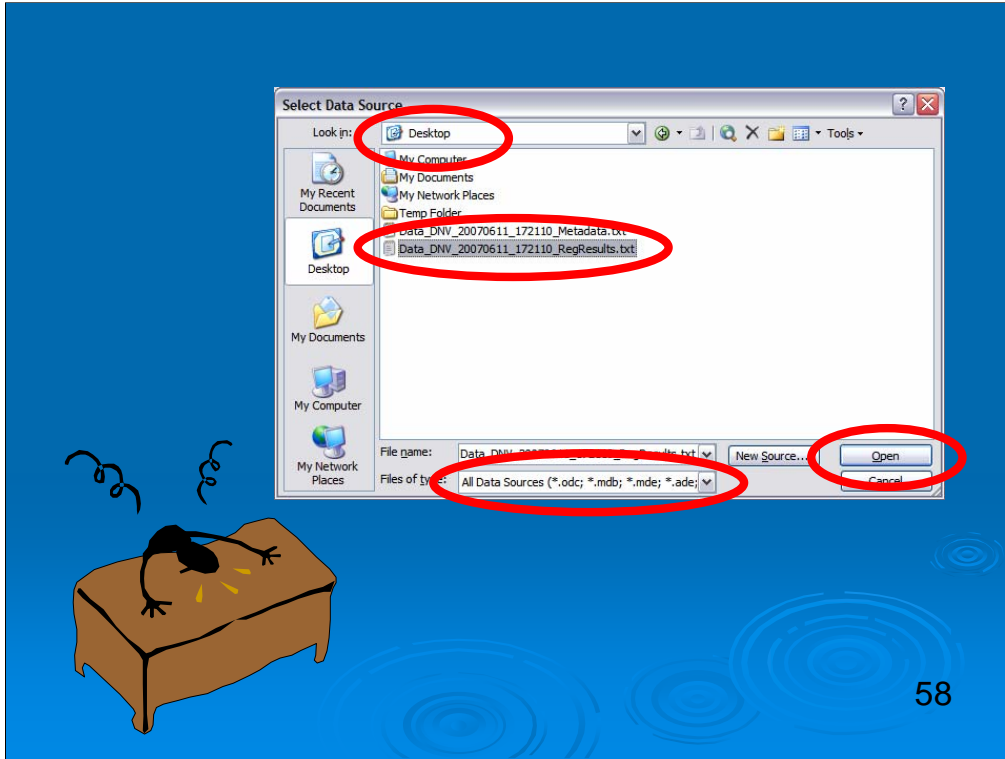 Select Data Source
Look in:
Desktop
Tools
My Recent
Documents
Desktop
My Documents
My Computer
My Network
Places
My Computer
My Documents
My Network Places
Temp Folder
Data_DNV_20070611_172110_Metadata.txt
Data_DNV_20070611_172110_RegResults.txt
File name:
New Source...
Open
Files of type:
All Data Sources (*.odc; *.mdb; *.mde; *.ade;
Cancel
58